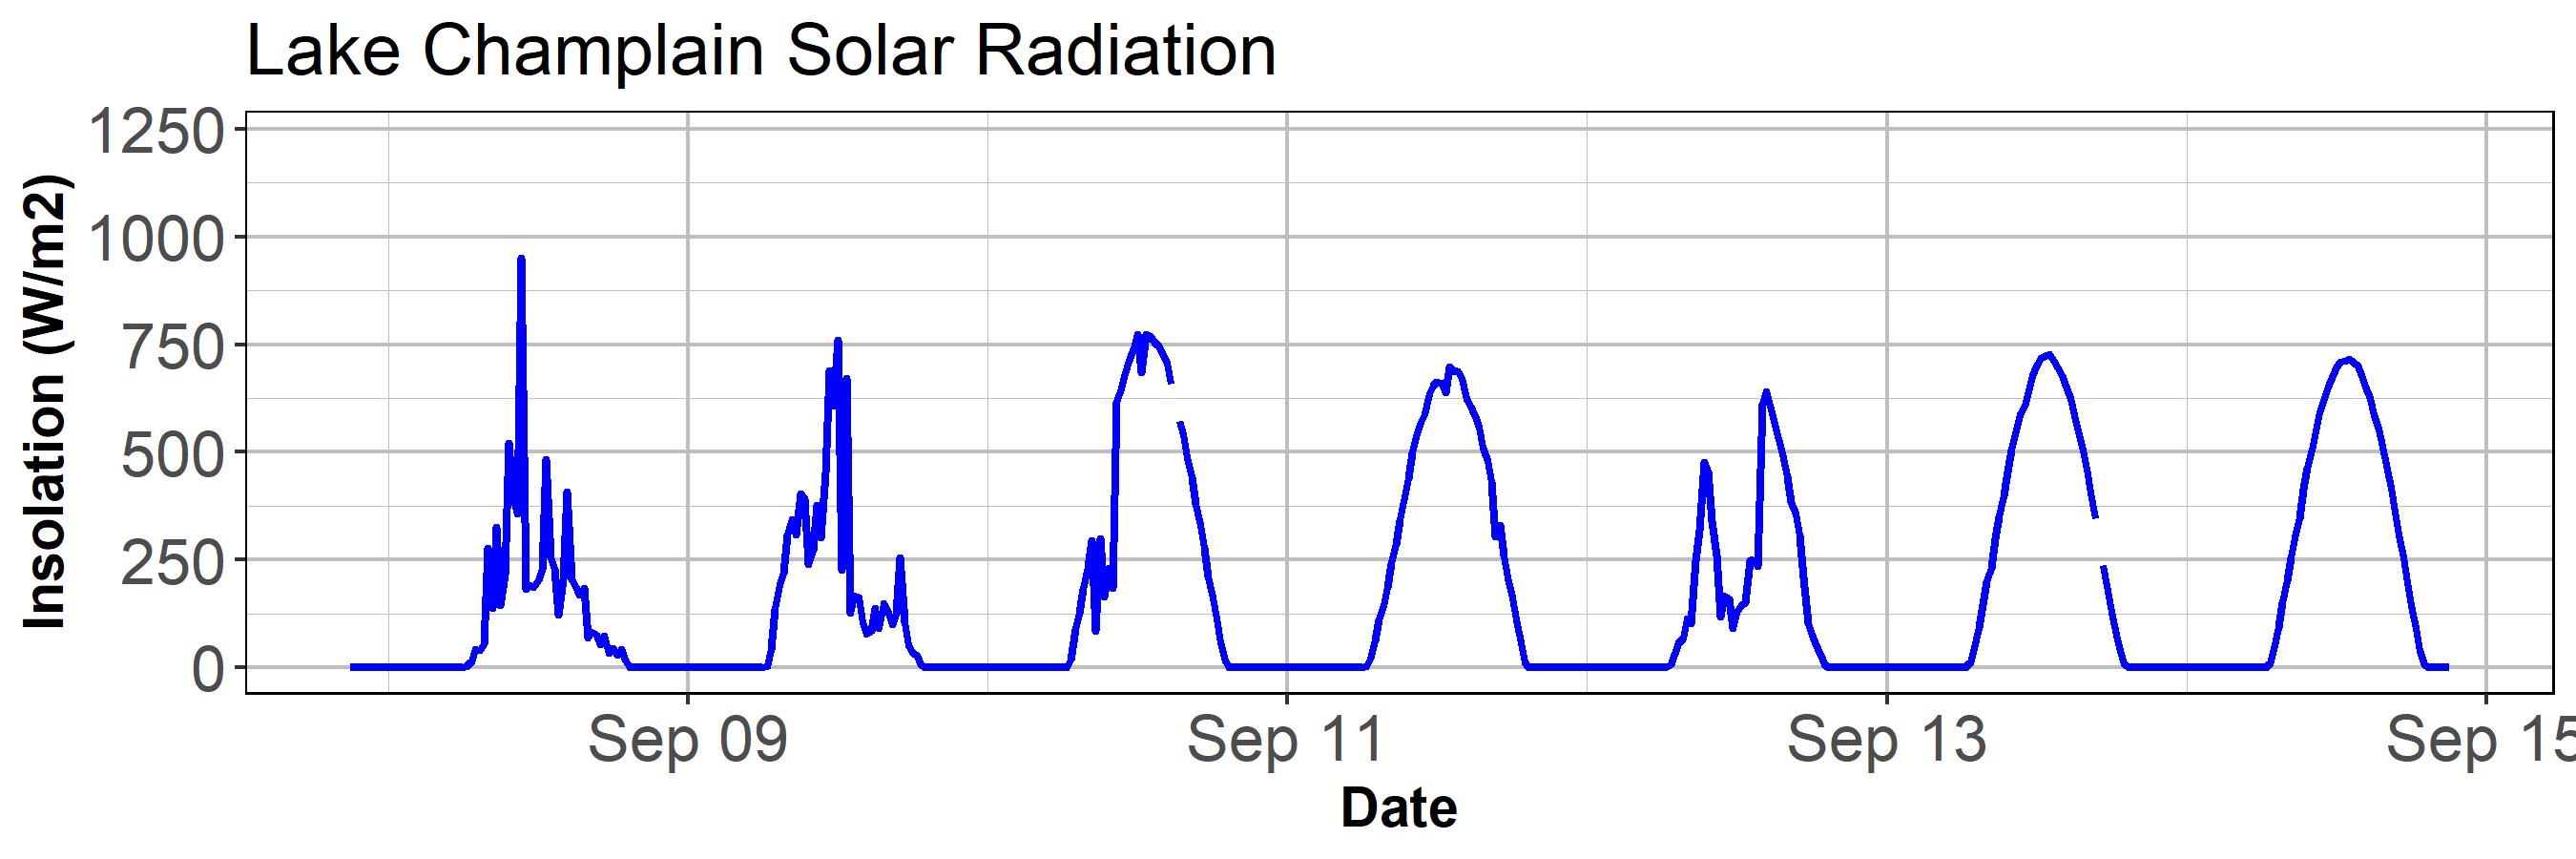 Lake Champlain Solar Radiation
1250
1000
750
500
250
0
Insolation (W/m2)
Sep 09 Sep 11 Sep 13 Sep 15
Date